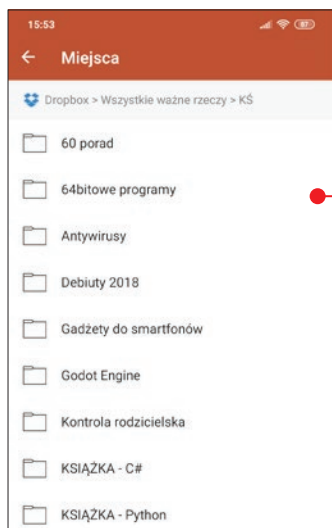 15:53 87
Miejsca
Dropbox > Wszystkie ważne rzeczy > KŚ
60 porad
64bitowe programy
Antywirusy
Debiuty 2018
Gadżety do smartfonów
Godot Engine
Kontrola rodzicielska
KSIĄŻKA - C#
KSIĄŻKA - Python